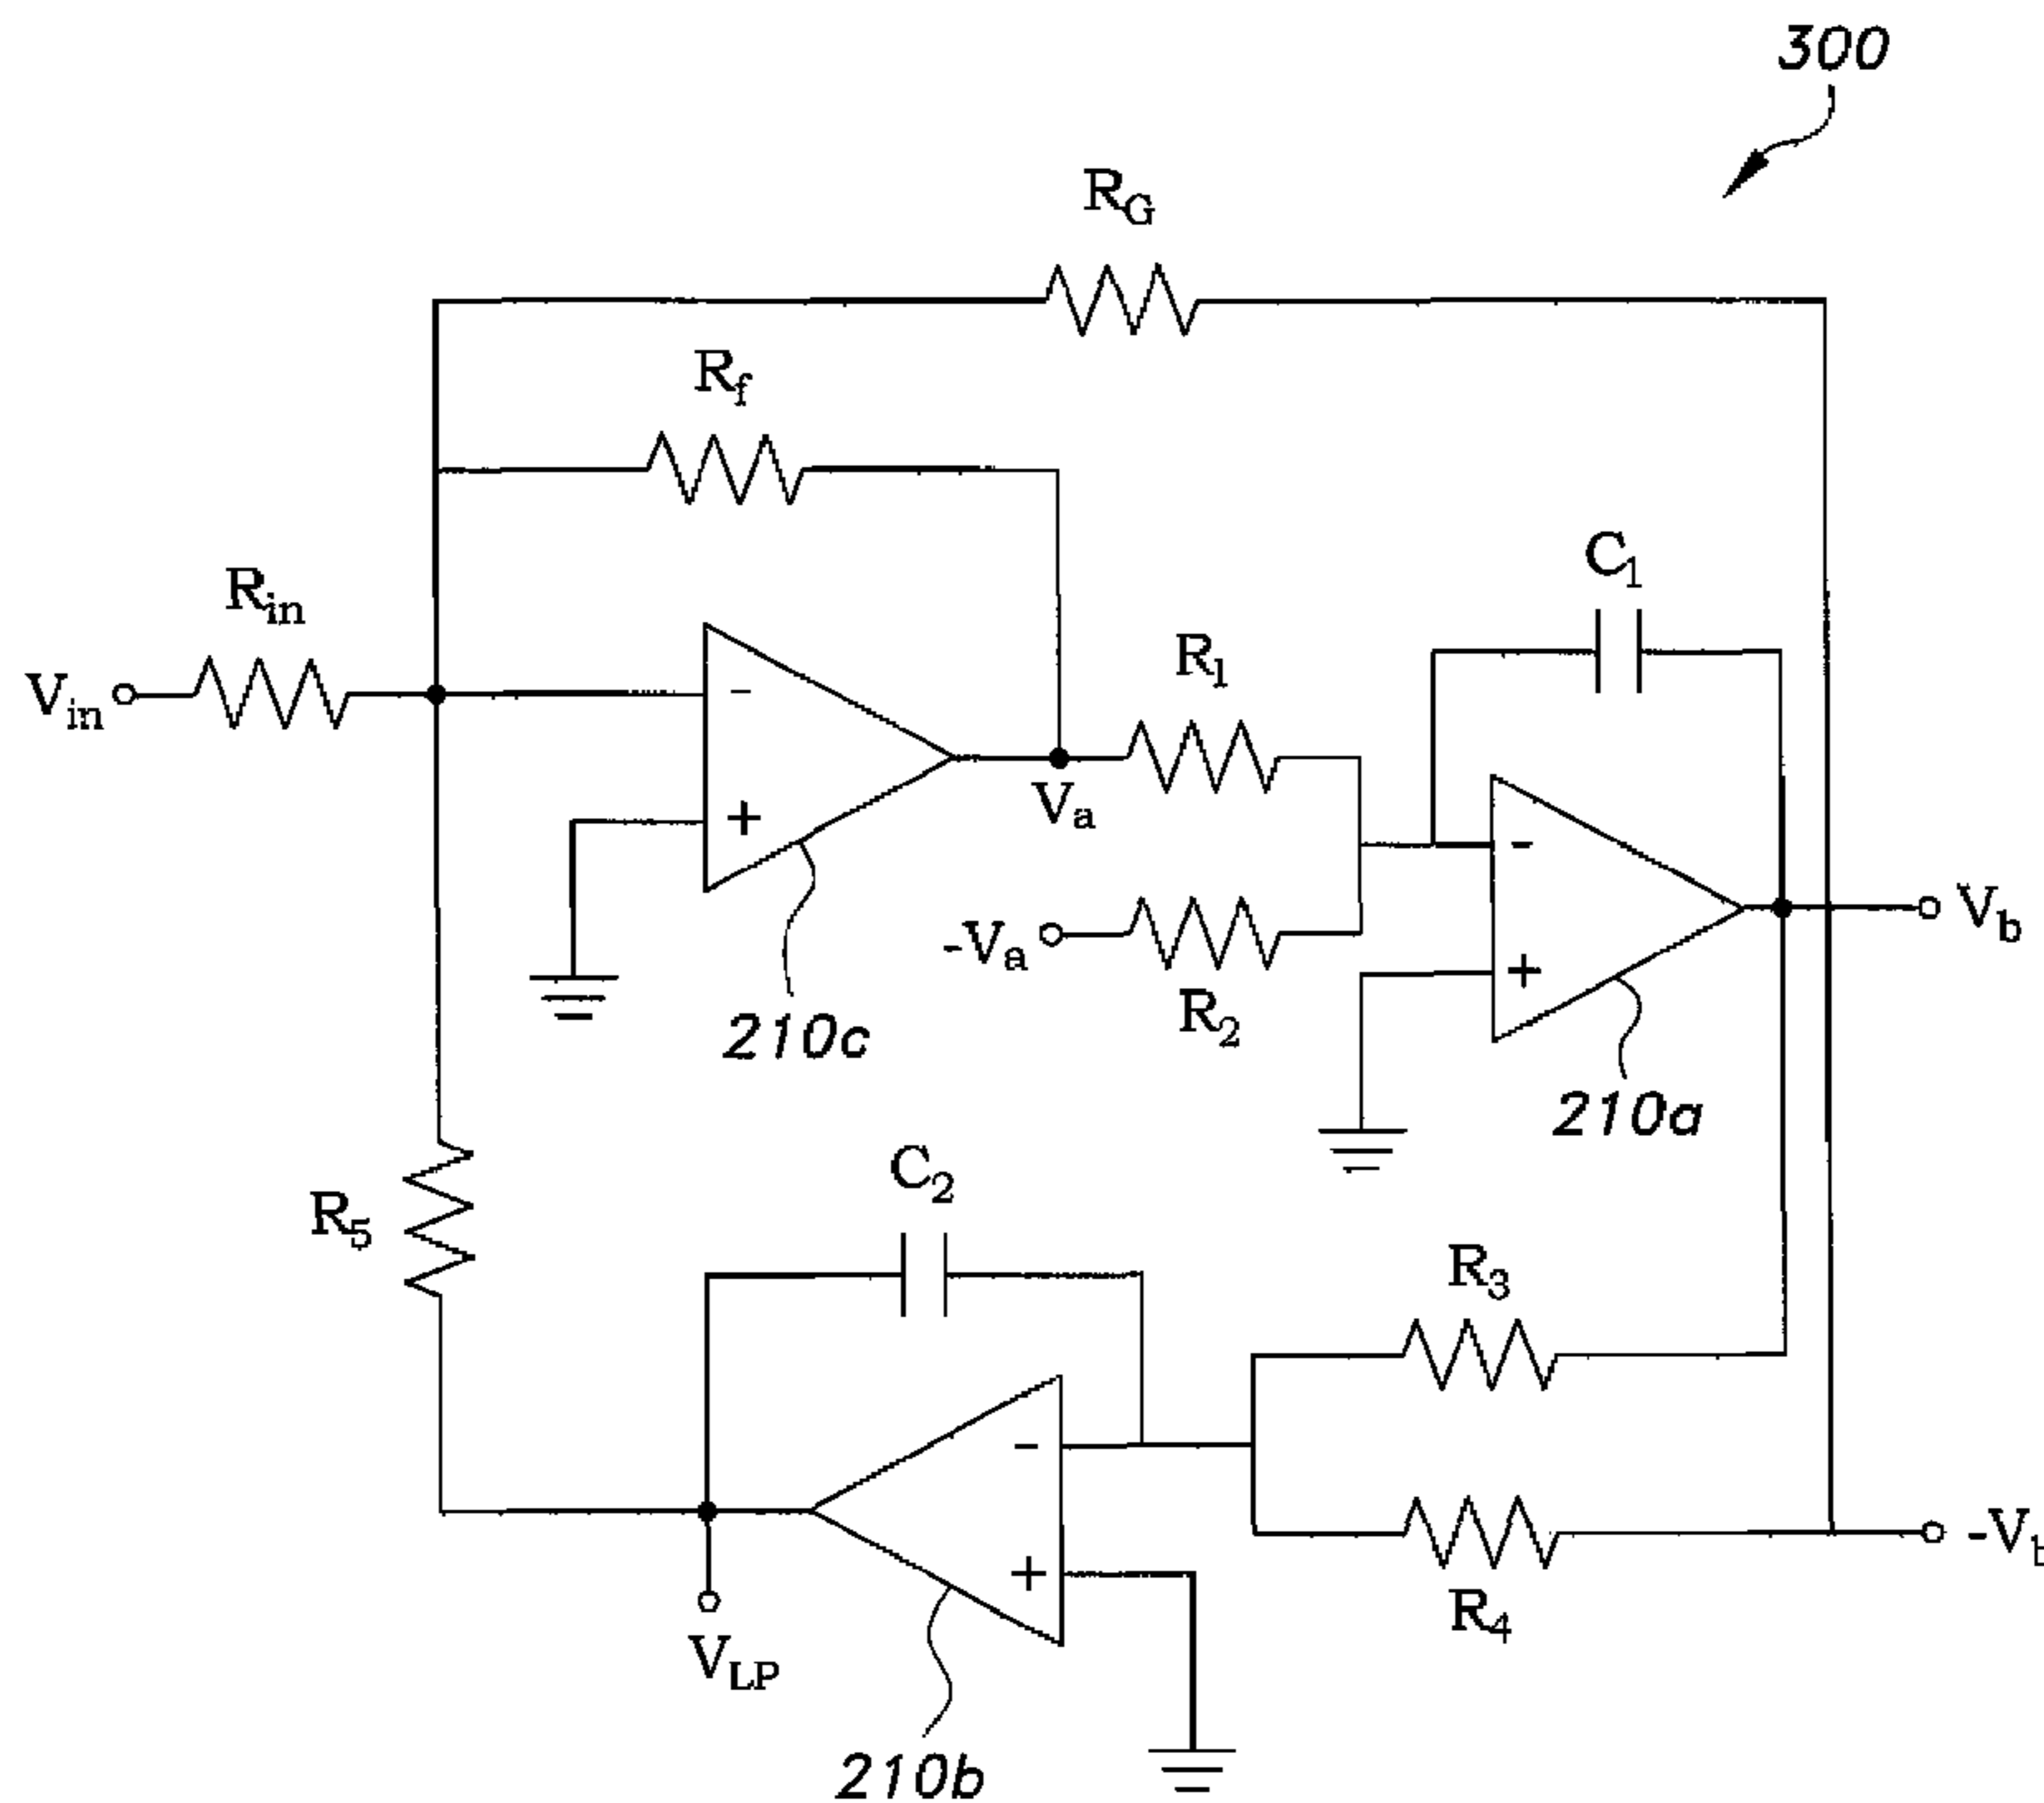 300
R_G
R_f
C_1
R_in
R_1
V_in
-
+
V_a
-
+
V_b
-V_a
R_2
210c
210a
C_2
R_5
R_3
-
+
-V
R_4
V_LP
210b